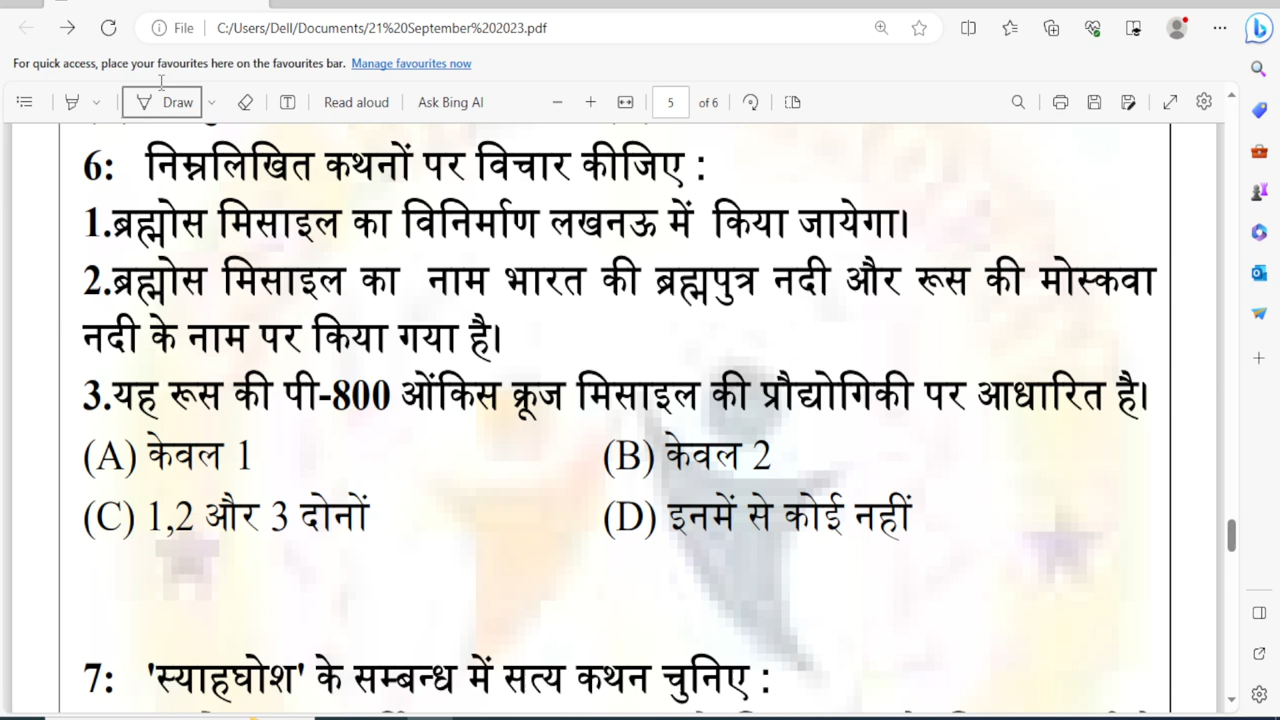 File
C:/Users/Dell/Documents/21%20September%202023.pdf
For quick access, place your favourites here on the favourites bar. Manage favourites now
Draw
Read aloud
Ask Bing AI
5 of 6
6: निम्नलिखित कथनों पर विचार कीजिए :
1.ब्रह्मोस मिसाइल का विनिर्माण लखनऊ में किया जायेगा।
2.ब्रह्मोस मिसाइल का नाम भारत की ब्रह्मपुत्र नदी और रूस की मोस्कवा
नदी के नाम पर किया गया है।
3.यह रूस की पी-800 ओंकिस क्रूज मिसाइल की प्रौद्योगिकी पर आधारित है।
(A) केवल 1 (B) केवल 2
(C) 1,2 और 3 दोनों (D) इनमें से कोई नहीं
7: 'स्याहघोश' के सम्बन्ध में सत्य कथन चुनिए :